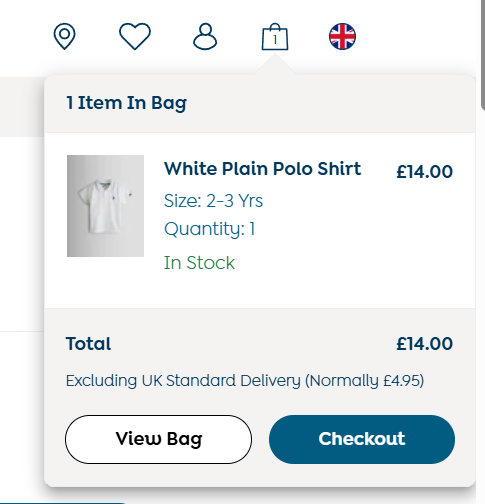 1
1 Item In Bag
White Plain Polo Shirt £14.00
Size: 2-3 Yrs
Quantity: 1
In Stock
Total £14.00
Excluding UK Standard Delivery (Normally £4.95)
View Bag Checkout